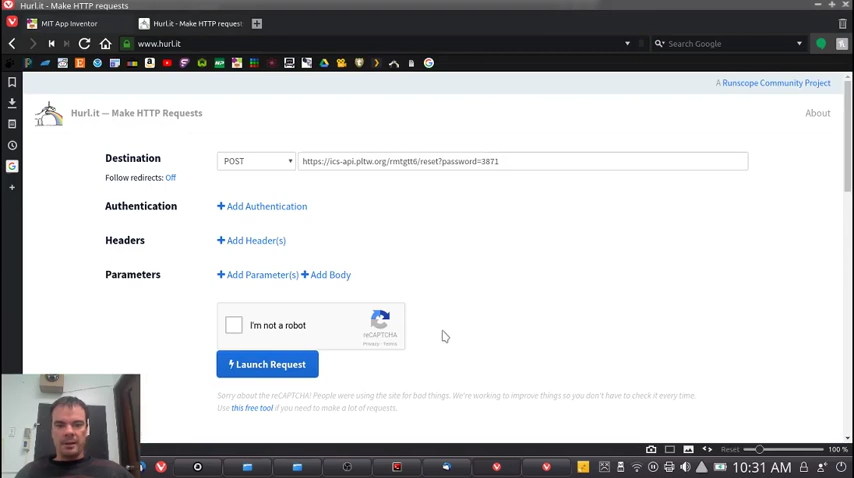 Hurl.it - Make HTTP requests
MIT App Inventor
Hurl.it - Make HTTP request
www.hurl.it
Search Google
A Runscope Community Project
Hurl.it — Make HTTP Requests
About
Destination
POST
https://ics-api.pltw.org/rmtgtt6/reset?password=3871
Follow redirects: Off
Authentication
Add Authentication
Headers
Add Header(s)
Parameters
Add Parameter(s) Add Body
I'm not a robot
reCAPTCHA
Privacy - Terms
Launch Request
Sorry about the reCAPTCHA! People were using the site for bad things. We're working to improve things so you don't have to check it every time.
Use this free tool if you need to make a lot of requests.
Reset
100 %
10:31 AM